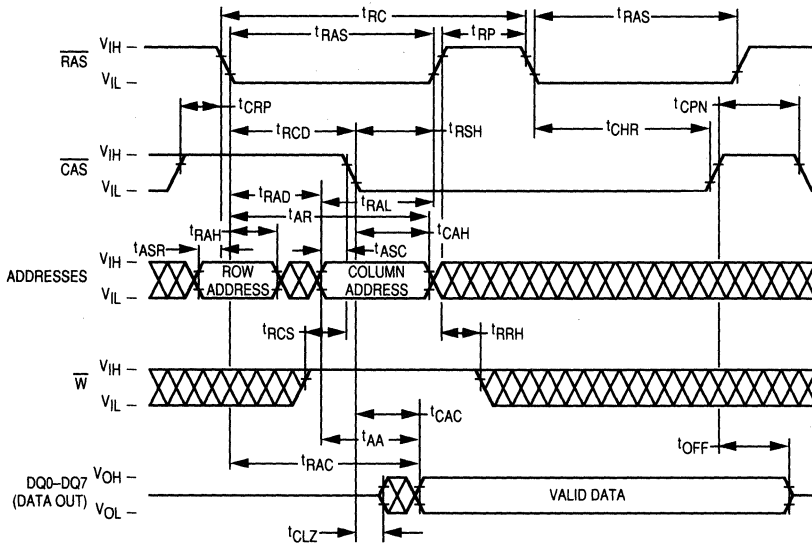 tRC
tRAS tRP tRAS
RAS VIH –
VIL –
tCRP tCPN
tRCD tRSH tCHR
CAS VIH –
VIL –
tRAD tRAL
tAR
tRAH tCAH
tASR tASC
ADDRESSES VIH –
ROW ADDRESS COLUMN ADDRESS
VIL –
tRCS tRRH
W VIH –
VIL –
tCAC
tAA tOFF
tRAC
DQ0–DQ7 (DATA OUT) VOH –
VALID DATA
VOL –
tCLZ